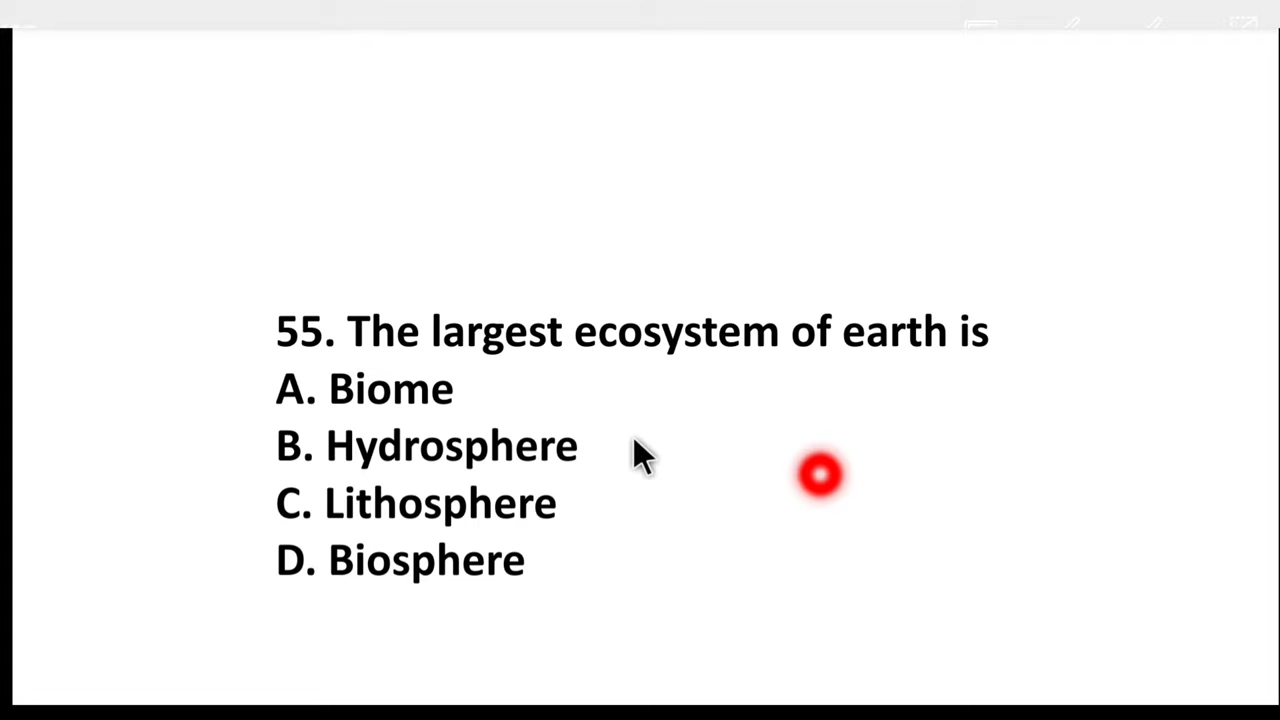 55. The largest ecosystem of earth is
A. Biome
B. Hydrosphere
C. Lithosphere
D. Biosphere